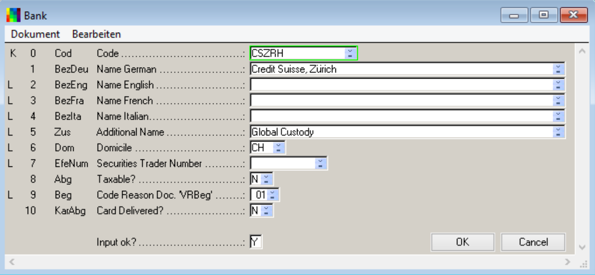 Bank
Dokument Bearbeiten
K 0 Cod Code ..............................: CSZRH
1 BezDeu Name German ....................: Credit Suisse, Zürich
L 2 BezEng Name English .....................:
L 3 BezFra Name French .....................:
L 4 BezIta Name Italian.......................:
L 5 Zus Additional Name ...................: Global Custody
L 6 Dom Domicile ..........................: CH
L 7 EfeNum Securities Trader Number ..........:
8 Abg Taxable? .........................: N
L 9 Beg Code Reason Doc. 'VRBeg' .......: 01
10 KarAbg Card Delivered? ...................: N
Input ok? .........................: Y OK Cancel